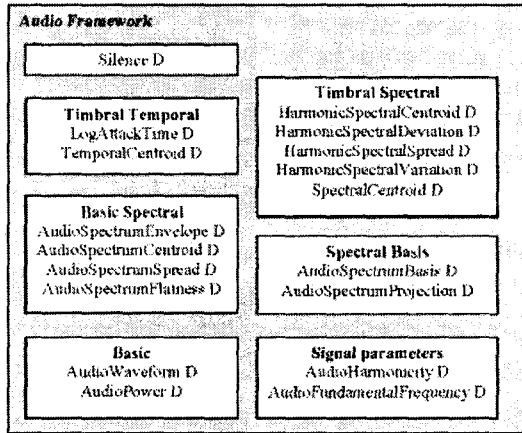 Audio Framework
Silence D
Timbral Temporal
LogAttackTime D
TemporalCentroid D
Basic Spectral
AudioSpectrumEnvelope D
AudioSpectrumCentroid D
AudioSpectrumSpread D
AudioSpectrumFlatness D
Basic
AudioWaveform D
AudioPower D
Timbral Spectral
HarmonicSpectralCentroid D
HarmonicSpectralDeviation D
HarmonicSpectralSpread D
HarmonicSpectralVariation D
SpectralCentroid D
Spectral Basis
AudioSpectrumBasis D
AudioSpectrumProjection D
Signal parameters
AudioHarmonicity D
AudioFundamentalFrequency D